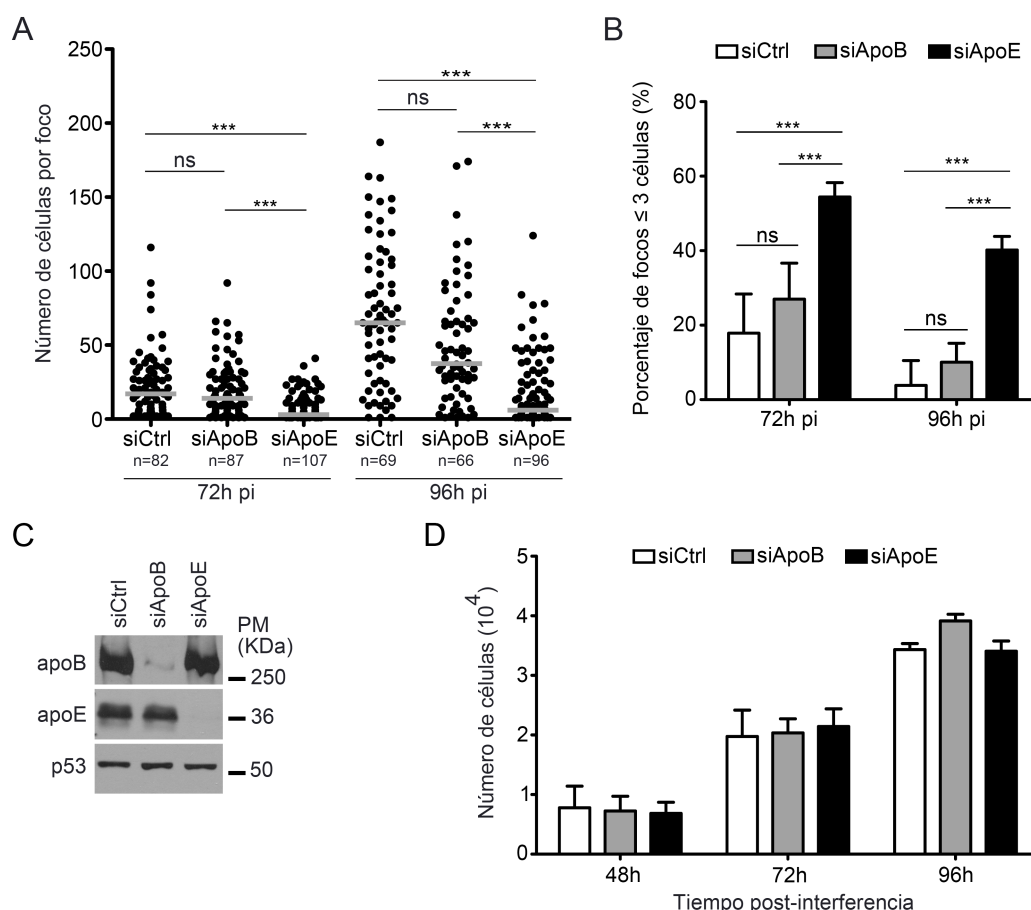 A
Número de células por foco
250
200
150
100
50
0
***
ns
***
***
ns
***
siCtrl siApoB siApoE siCtrl siApoB siApoE
n=82 n=87 n=107 n=69 n=66 n=96
72h pi 96h pi
B
siCtrl siApoB siApoE
Porcentaje de focos ≤ 3 células (%)
80
60
40
20
0
***
***
ns
***
***
ns
72h pi 96h pi
C
siCtrl siApoB siApoE
PM
(KDa)
apoB 250
apoE 36
p53 50
D
siCtrl siApoB siApoE
Número de células (10⁴)
5
4
3
2
1
0
48h 72h 96h
Tiempo post-interferencia